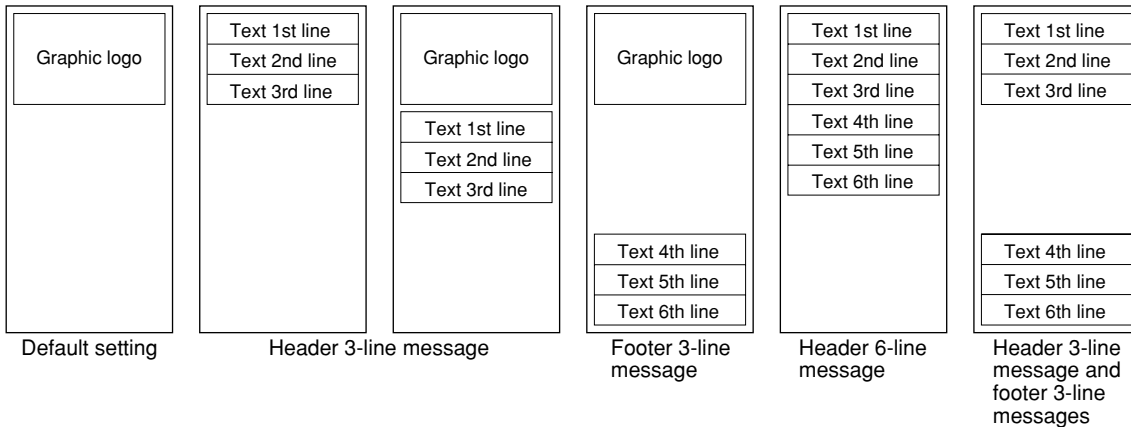 Graphic logo
Default setting
Text 1st line
Text 2nd line
Text 3rd line
Graphic logo
Text 1st line
Text 2nd line
Text 3rd line
Header 3-line message
Graphic logo
Text 4th line
Text 5th line
Text 6th line
Footer 3-line
message
Text 1st line
Text 2nd line
Text 3rd line
Text 4th line
Text 5th line
Text 6th line
Header 6-line
message
Text 1st line
Text 2nd line
Text 3rd line
Text 4th line
Text 5th line
Text 6th line
Header 3-line
message and
footer 3-line
messages